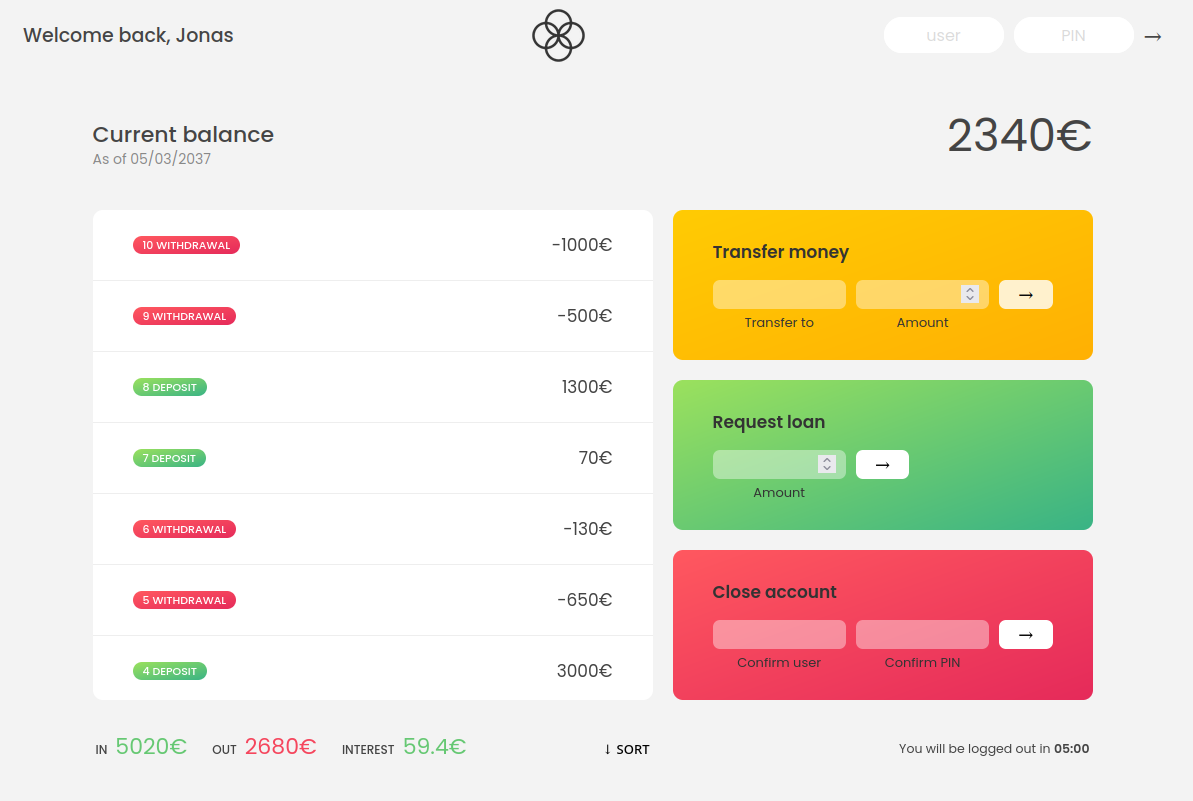 Welcome back, Jonas
user PIN →
Current balance
As of 05/03/2037
2340€
10 WITHDRAWAL -1000€
9 WITHDRAWAL -500€
8 DEPOSIT 1300€
7 DEPOSIT 70€
6 WITHDRAWAL -130€
5 WITHDRAWAL -650€
4 DEPOSIT 3000€
Transfer money
→
Transfer to Amount
Request loan
→
Amount
Close account
→
Confirm user Confirm PIN
IN 5020€ OUT 2680€ INTEREST 59.4€ ↓ SORT You will be logged out in 05:00